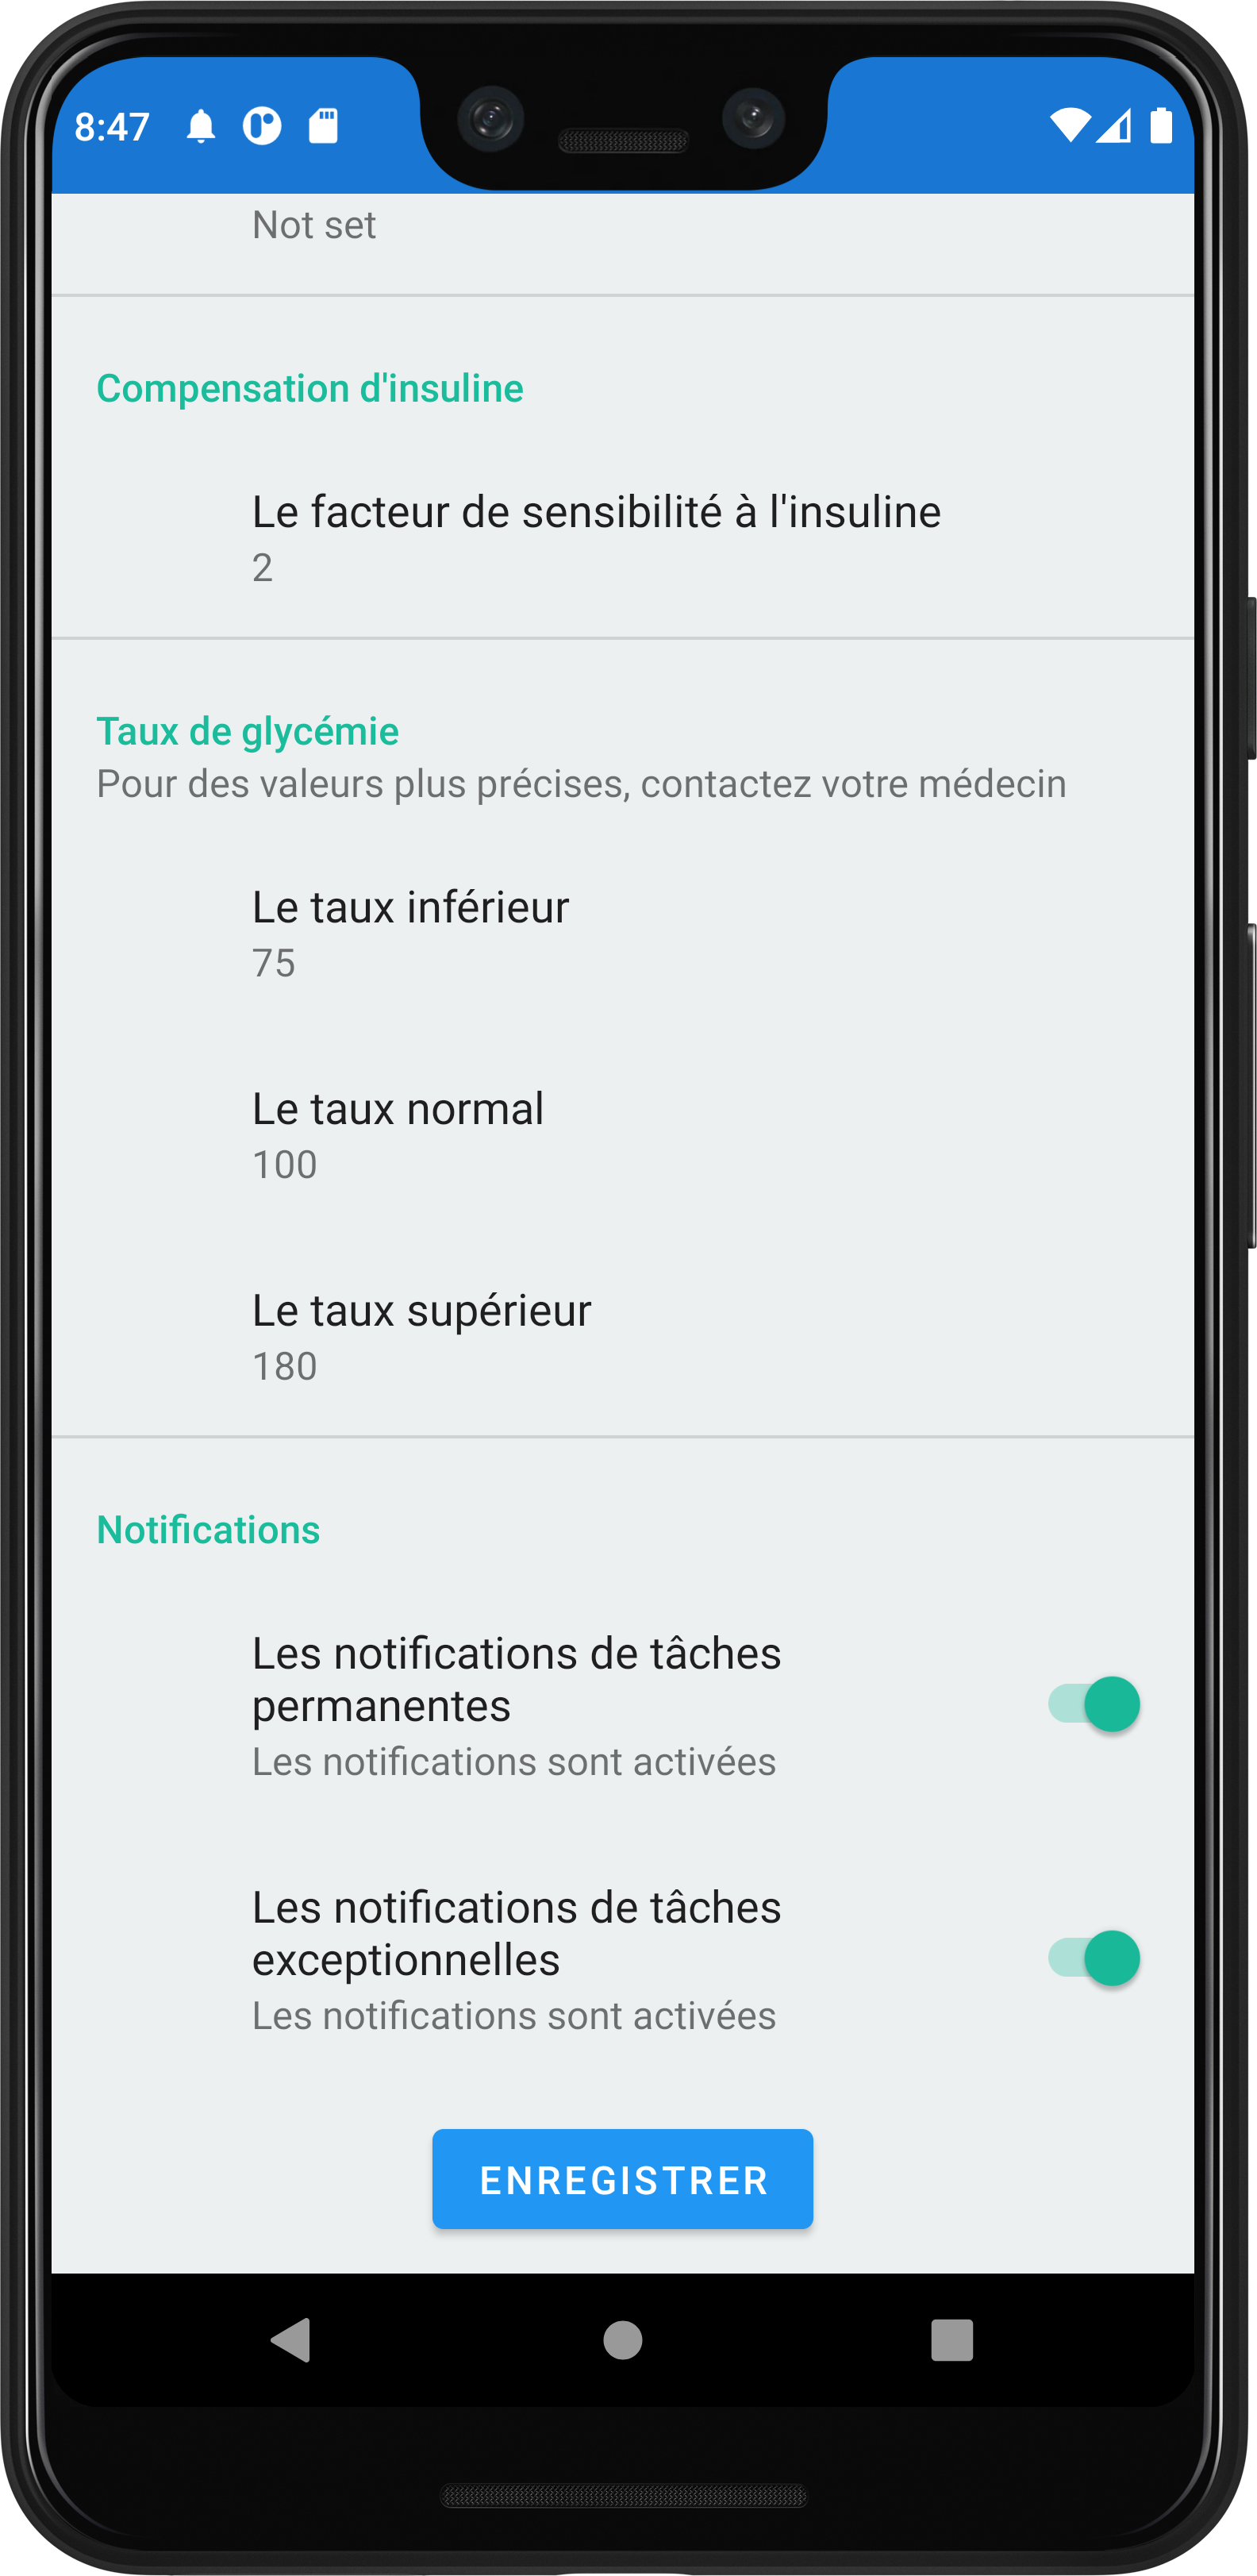 8:47
Not set
Compensation d'insuline
Le facteur de sensibilité à l'insuline
2
Taux de glycémie
Pour des valeurs plus précises, contactez votre médecin
Le taux inférieur
75
Le taux normal
100
Le taux supérieur
180
Notifications
Les notifications de tâches
permanentes
Les notifications sont activées
Les notifications de tâches
exceptionnelles
Les notifications sont activées
ENREGISTRER